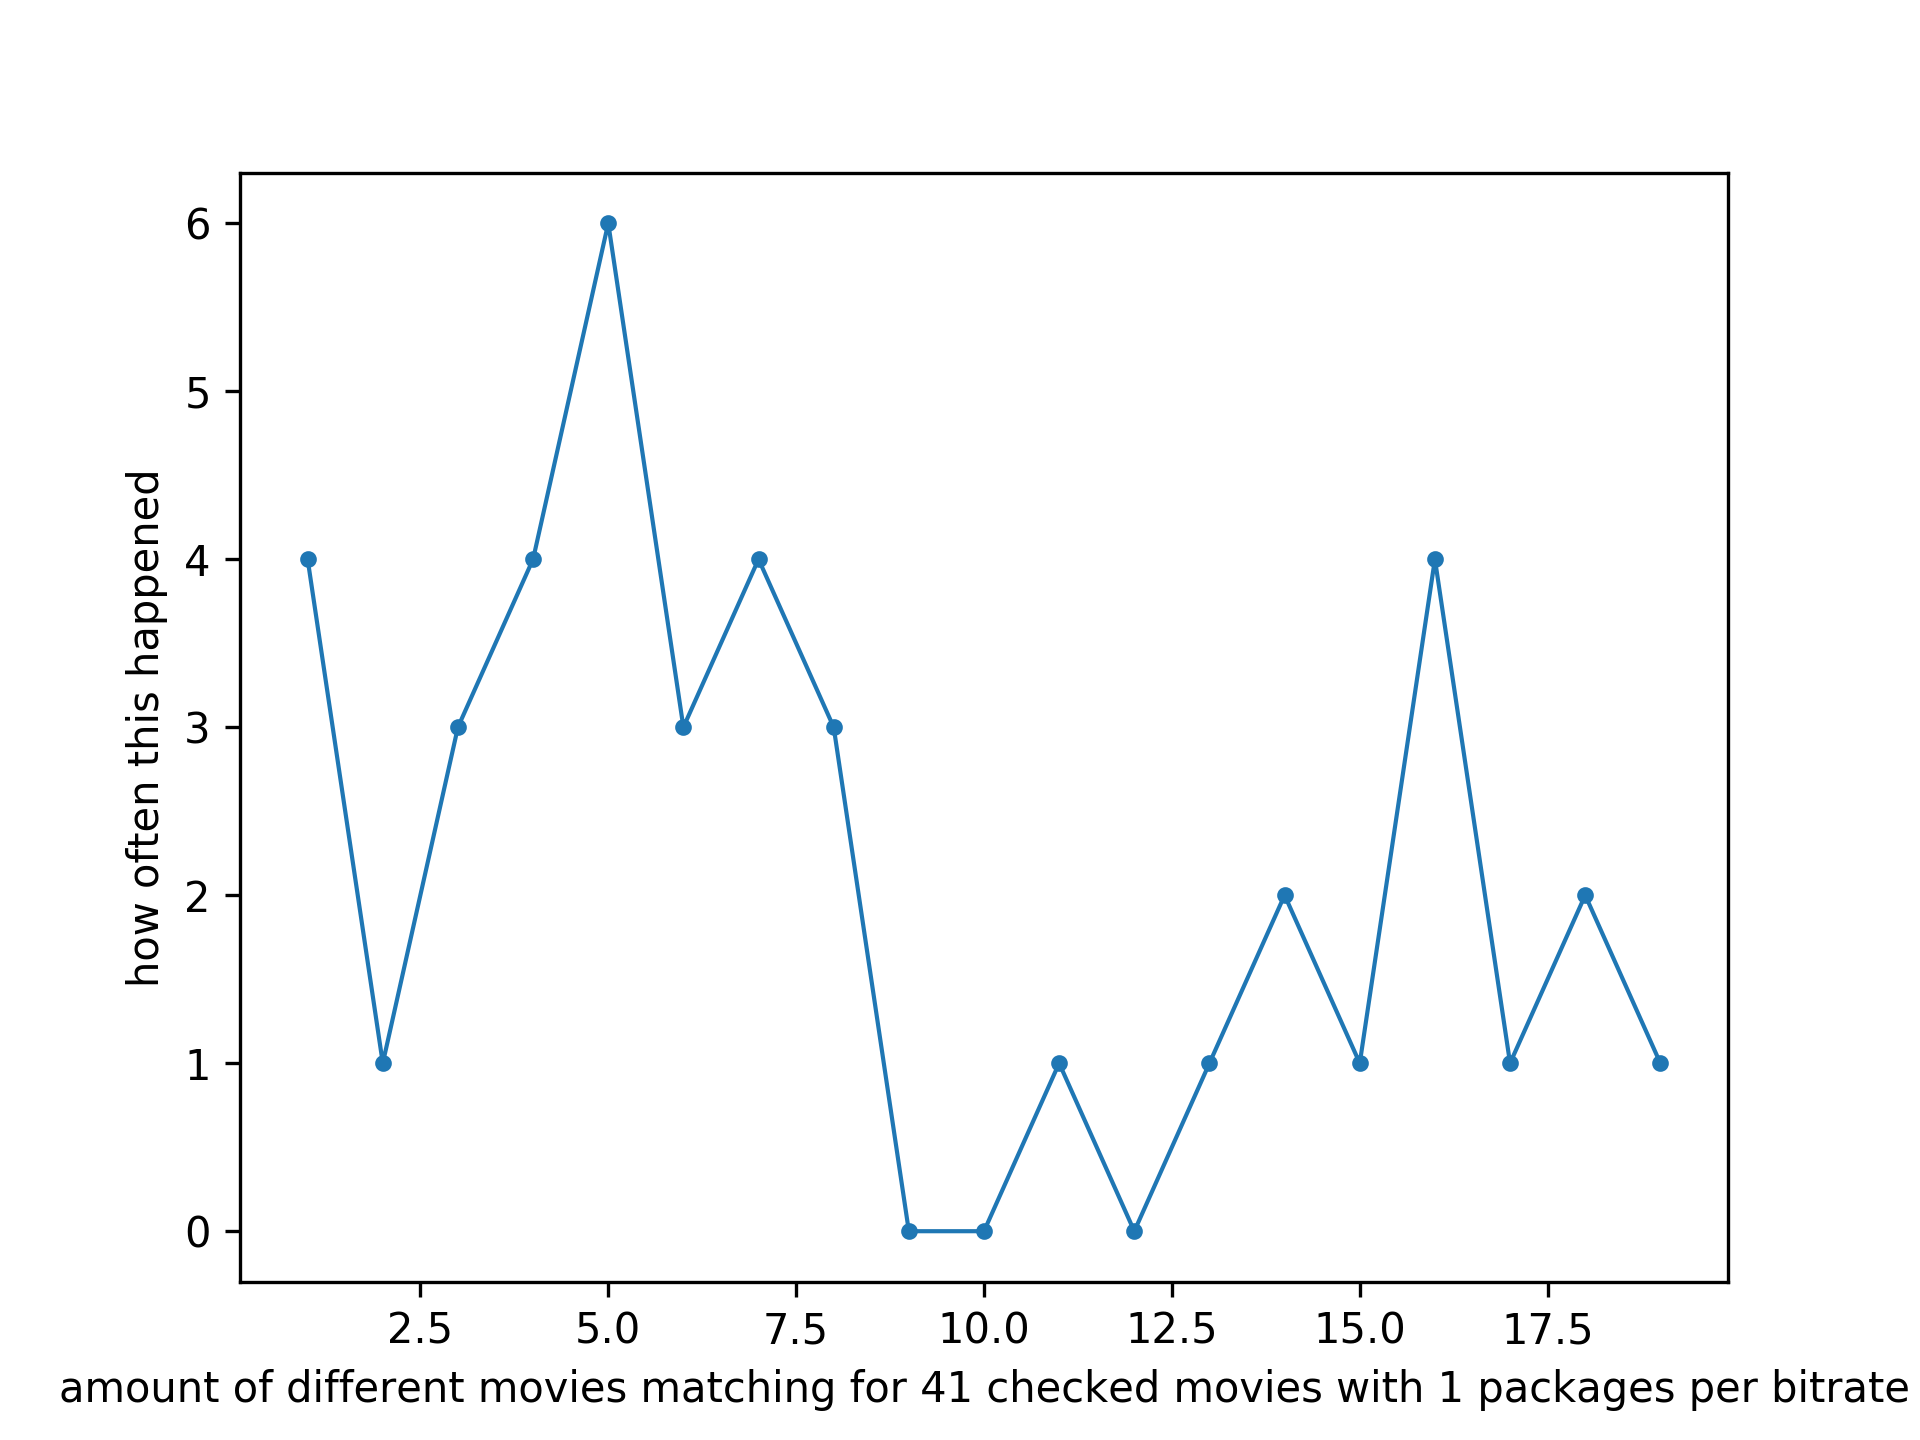 6
5
4
3
2
1
0
how often this happened
2.5 5.0 7.5 10.0 12.5 15.0 17.5
amount of different movies matching for 41 checked movies with 1 packages per bitrate